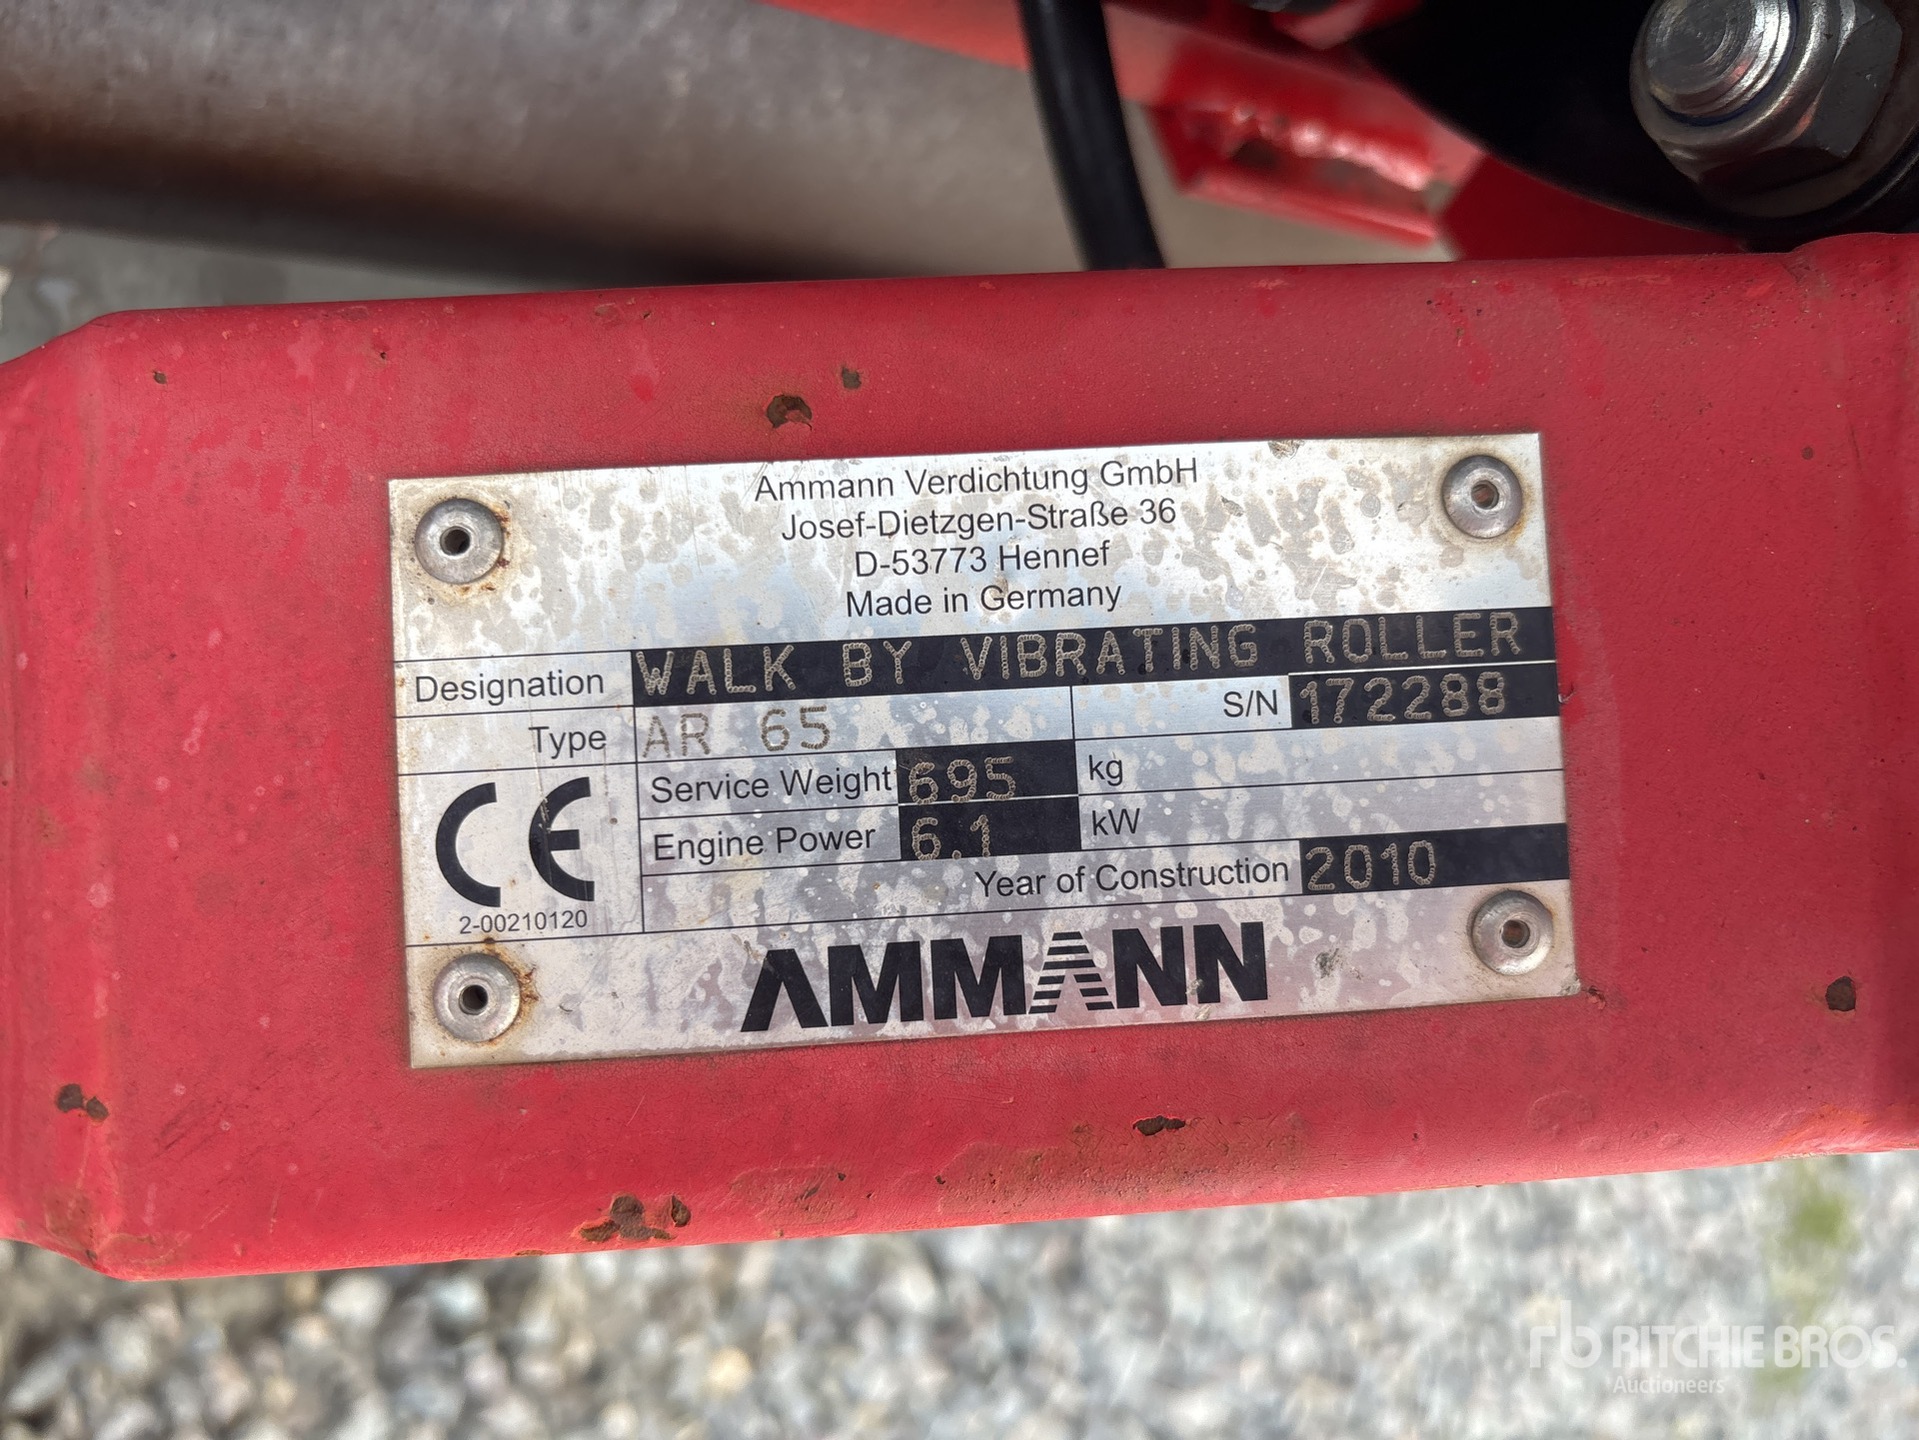 Ammann Verdichtung GmbH
Josef-Dietzgen-Straße 36
D-53773 Hennef
Made in Germany
Designation WALK BY VIBRATING ROLLER
Type AR 65 S/N 172288
Service Weight 695 kg
Engine Power 6.1 kW
Year of Construction 2010
CE
2-00210120
AMMANN
rb RITCHIE BROS.
Auctioneers